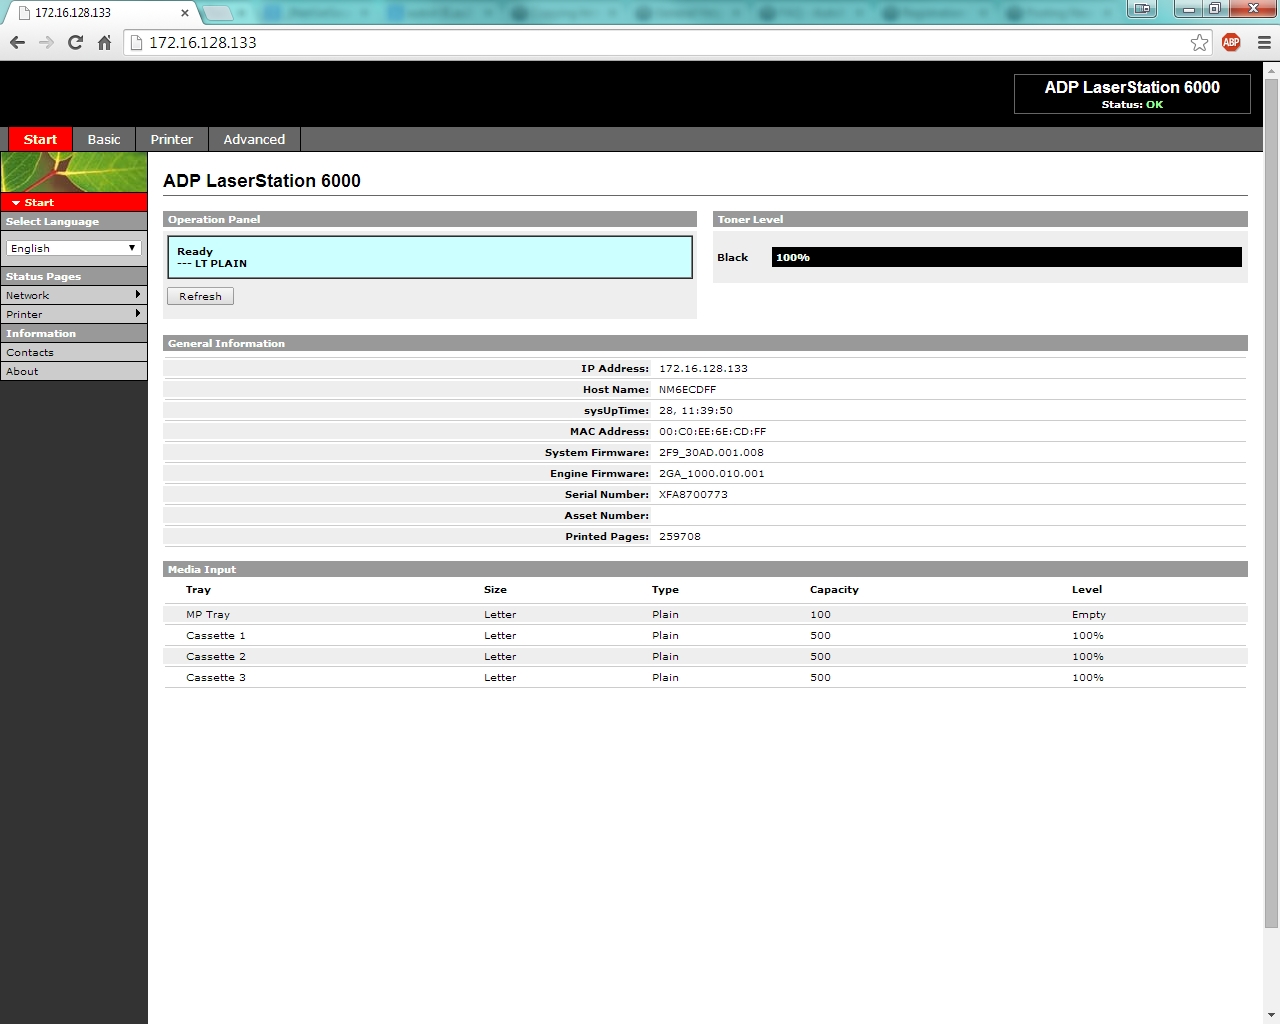 172.16.128.133
172.16.128.133
ABP
ADP LaserStation 6000
Status: OK
Start Basic Printer Advanced
Start
Select Language
English
Status Pages
Network
Printer
Information
Contacts
About
ADP LaserStation 6000
Operation Panel
Ready
--- LT PLAIN
Refresh
Toner Level
Black 100%
General Information
IP Address: 172.16.128.133
Host Name: NM6ECDFF
sysUpTime: 28, 11:39:50
MAC Address: 00:C0:EE:6E:CD:FF
System Firmware: 2F9_30AD.001.008
Engine Firmware: 2GA_1000.010.001
Serial Number: XFA8700773
Asset Number:
Printed Pages: 259708
Media Input
Tray Size Type Capacity Level
MP Tray Letter Plain 100 Empty
Cassette 1 Letter Plain 500 100%
Cassette 2 Letter Plain 500 100%
Cassette 3 Letter Plain 500 100%